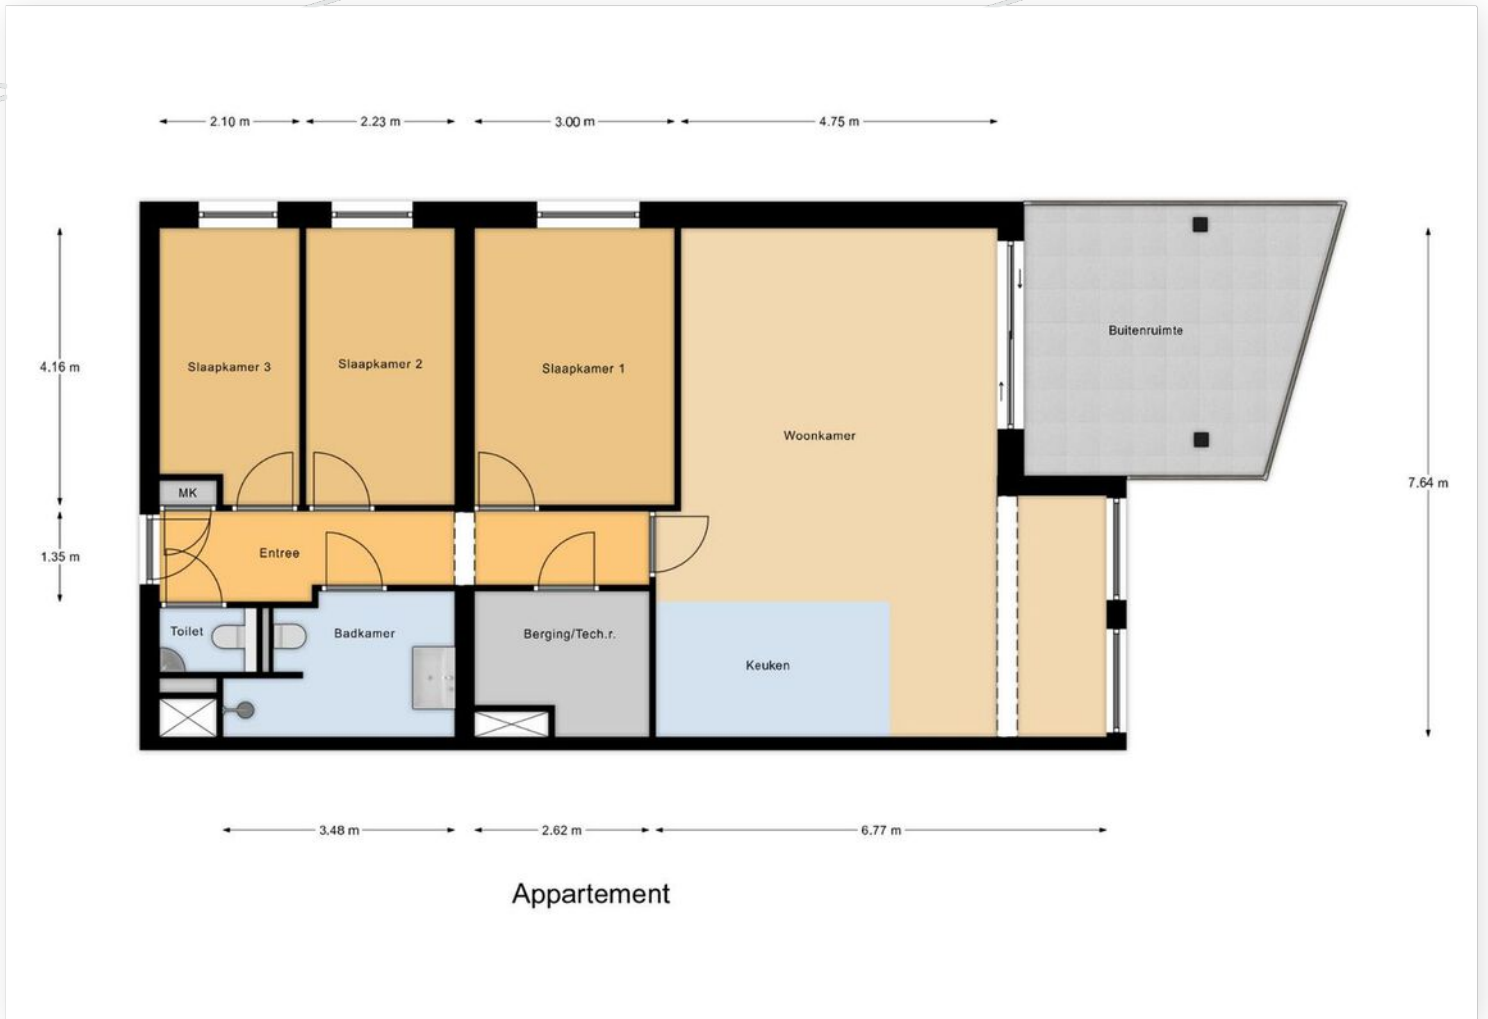 2.10 m
2.23 m
3.00 m
4.75 m
4.16 m
1.35 m
7.64 m
Slaapkamer 3
Slaapkamer 2
Slaapkamer 1
Buitenruimte
Woonkamer
MK
Entree
Toilet
Badkamer
Berging/Tech.r.
Keuken
3.48 m
2.62 m
6.77 m
Appartement